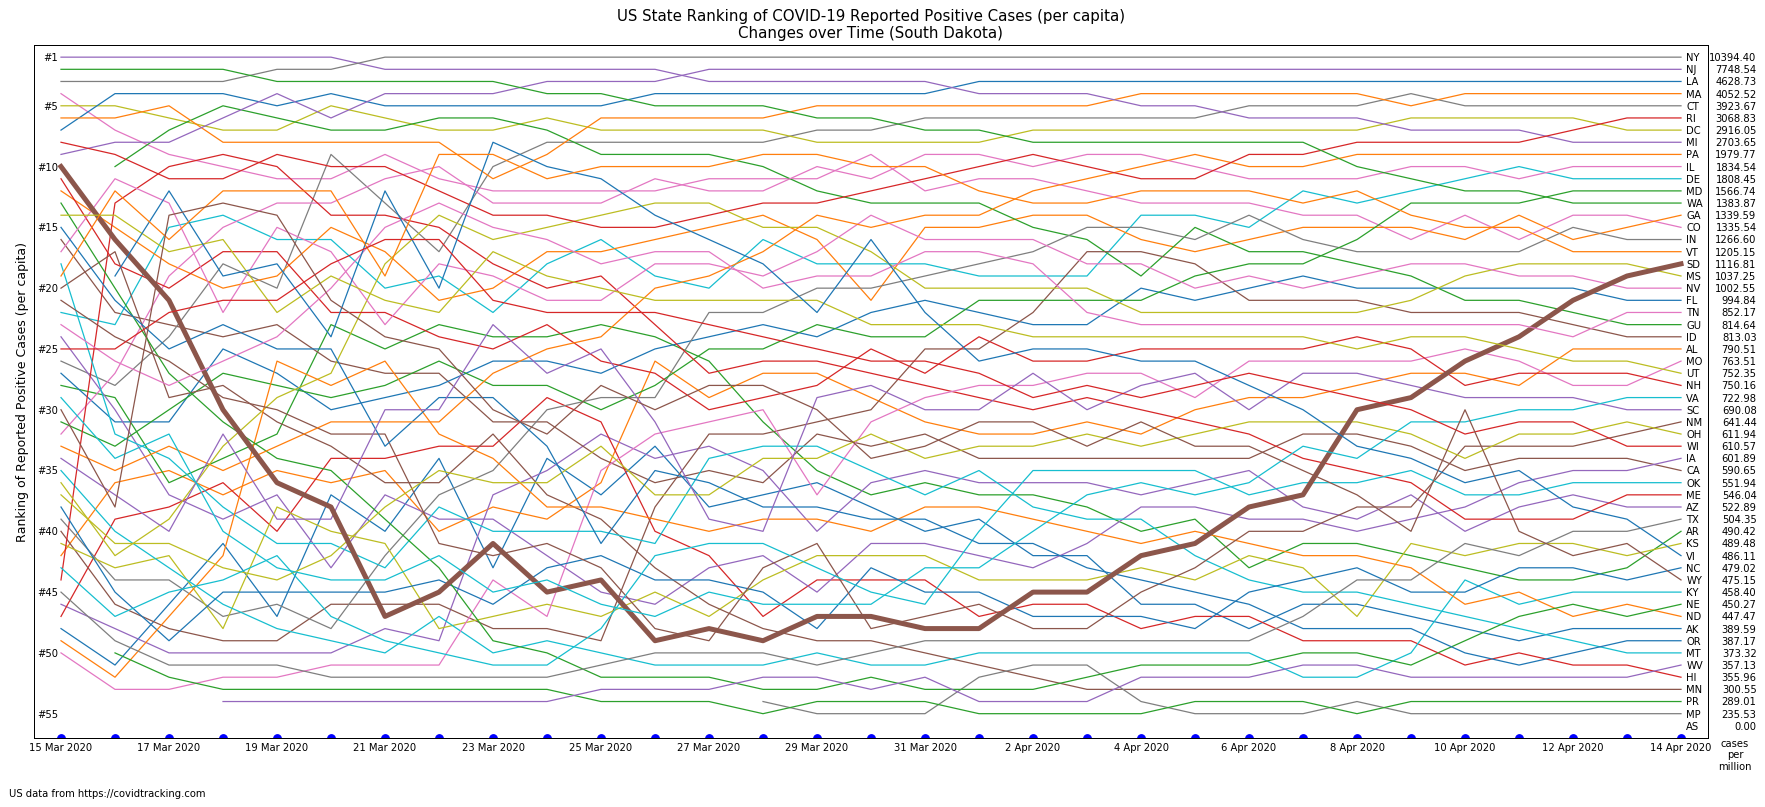 US State Ranking of COVID-19 Reported Positive Cases (per capita)
Changes over Time (South Dakota)
Ranking of Reported Positive Cases (per capita)
#1
#5
#10
#15
#20
#25
#30
#35
#40
#45
#50
#55
NY 10394.40
NJ 7748.54
LA 4628.73
MA 4052.52
CT 3923.67
RI 3068.83
DC 2916.05
MI 2703.65
PA 1979.77
IL 1834.54
DE 1808.45
MD 1566.74
WA 1383.87
GA 1339.59
CO 1335.54
IN 1266.60
VT 1205.15
SD 1116.81
MS 1037.25
NV 1002.55
FL 994.84
TN 852.17
GU 814.64
ID 813.03
AL 790.51
MO 763.51
UT 752.35
NH 750.16
VA 722.98
SC 690.08
NM 641.44
OH 611.94
WI 610.57
IA 601.89
CA 590.65
OK 551.94
ME 546.04
AZ 522.89
TX 504.35
AR 490.42
KS 489.48
VI 486.11
NC 479.02
WY 475.15
KY 458.40
NE 450.27
ND 447.47
AK 389.59
OR 387.17
MT 373.32
WV 357.13
HI 355.96
MN 300.55
PR 289.01
MP 235.53
AS 0.00
15 Mar 2020 17 Mar 2020 19 Mar 2020 21 Mar 2020 23 Mar 2020 25 Mar 2020 27 Mar 2020 29 Mar 2020 31 Mar 2020 2 Apr 2020 4 Apr 2020 6 Apr 2020 8 Apr 2020 10 Apr 2020 12 Apr 2020 14 Apr 2020
cases
per
million
US data from https://covidtracking.com